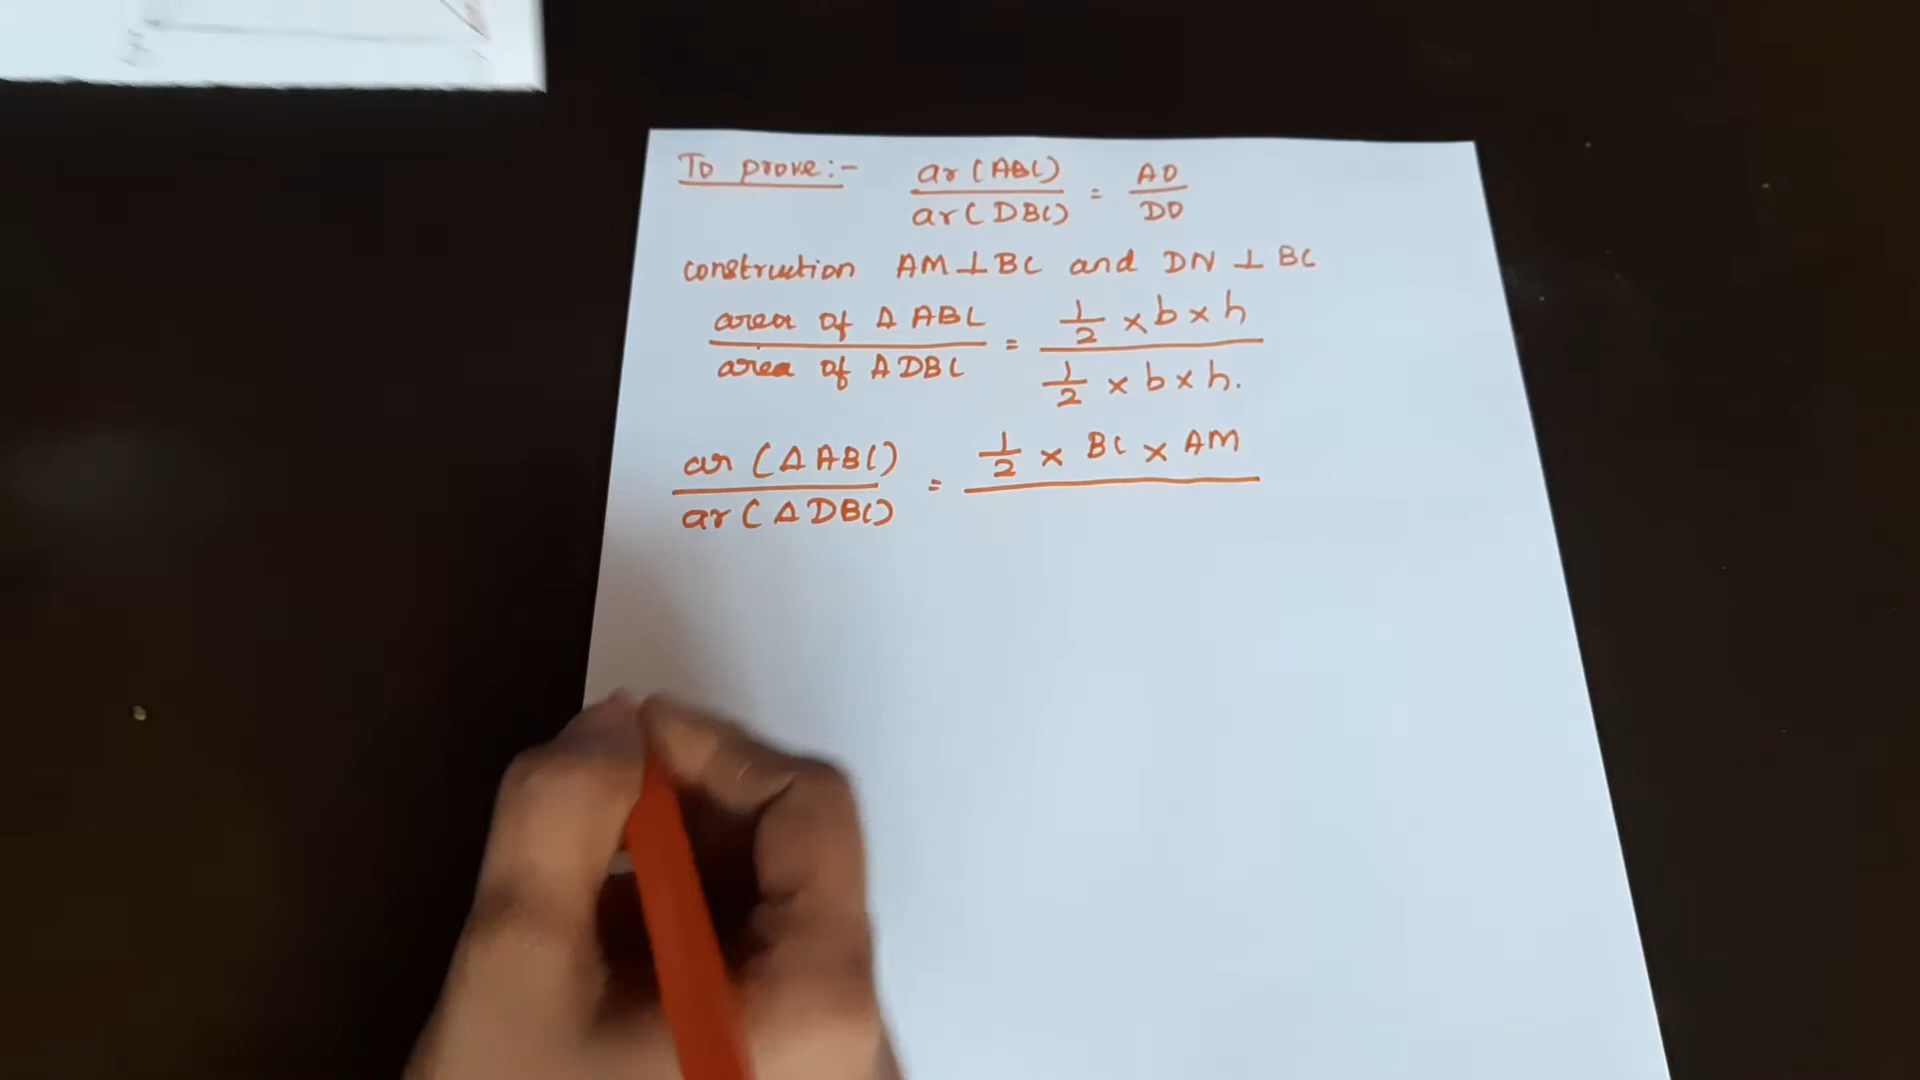 To prove:- ar (ABC) / ar (DBC) = AO / DO
construction AM ⊥ BC and DN ⊥ BC
area of Δ ABC / area of Δ DBC = 1/2 × b × h / 1/2 × b × h.
ar (Δ ABC) / ar (Δ DBC) = 1/2 × BC × AM